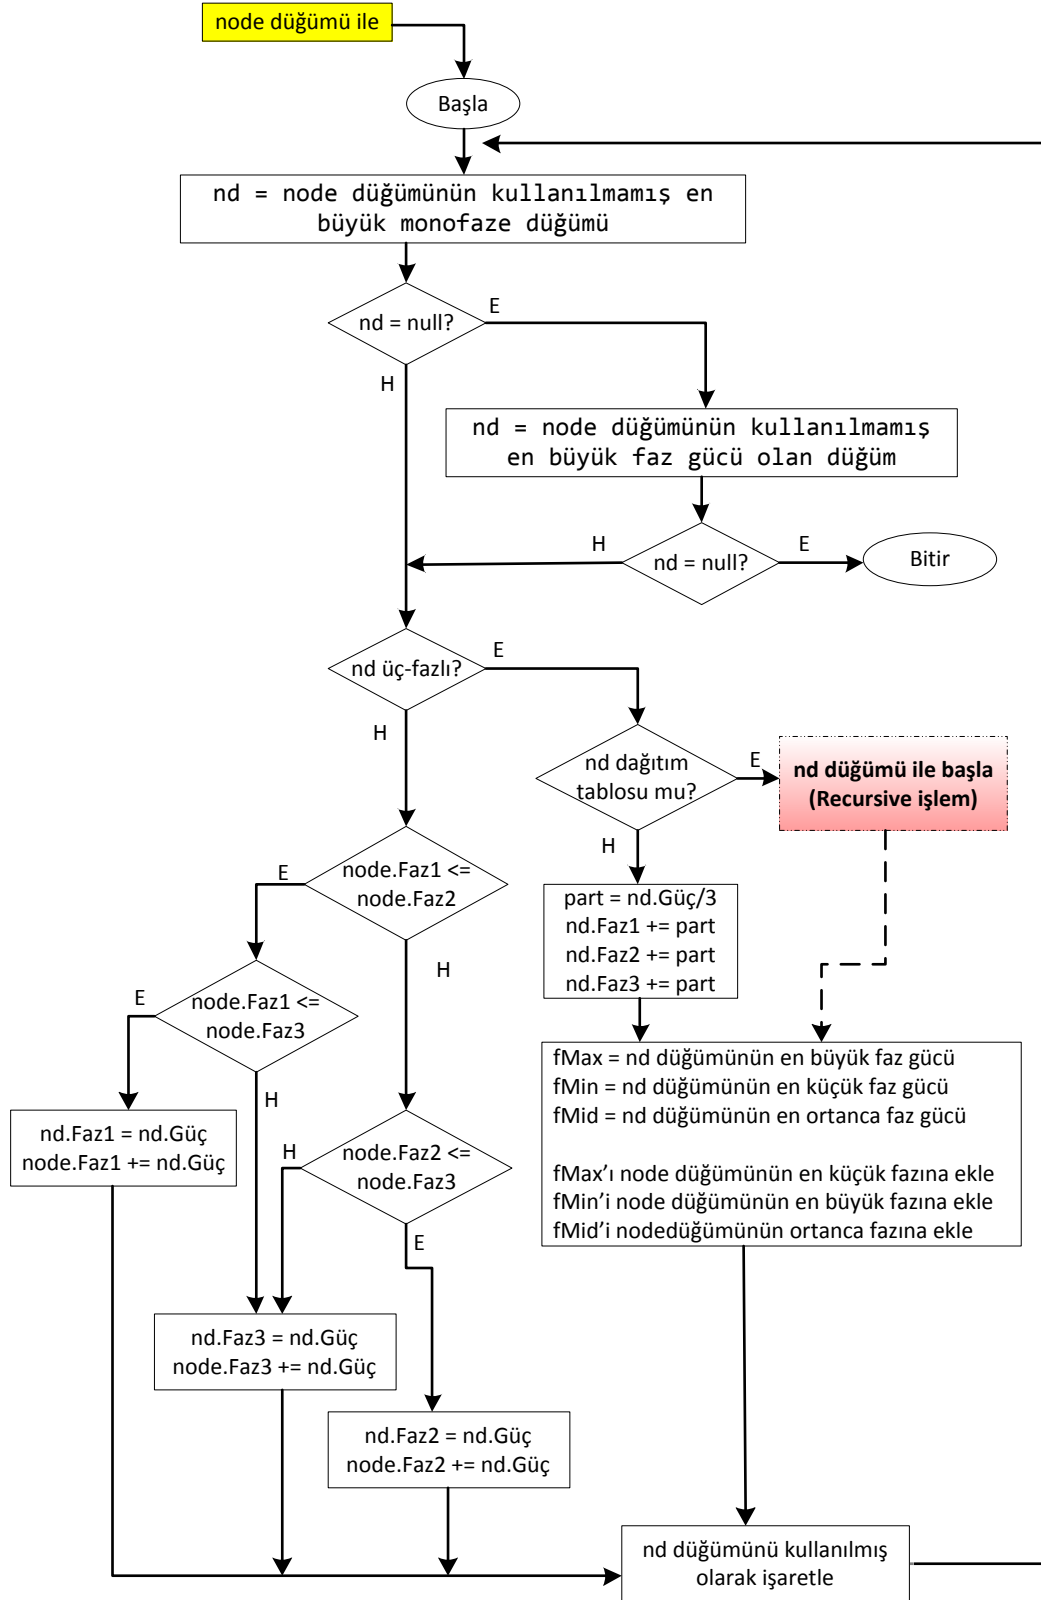 node düğümü ile
Başla
nd = node düğümünün kullanılmamış en
büyük monofaze düğümü
nd = null?
E
H
nd = node düğümünün kullanılmamış
en büyük faz gücü olan düğüm
H
nd = null?
E
Bitir
nd üç-fazlı?
E
H
nd dağıtım
tablosu mu?
E
nd düğümü ile başla
(Recursive işlem)
H
node.Faz1 <=
node.Faz2
E
H
part = nd.Güç/3
nd.Faz1 += part
nd.Faz2 += part
nd.Faz3 += part
node.Faz1 <=
node.Faz3
E
H
fMax = nd düğümünün en büyük faz gücü
fMin = nd düğümünün en küçük faz gücü
fMid = nd düğümünün en ortanca faz gücü
fMax’ı node düğümünün en küçük fazına ekle
fMin’i node düğümünün en büyük fazına ekle
fMid’i nodedüğümünün ortanca fazına ekle
nd.Faz1 = nd.Güç
node.Faz1 += nd.Güç
H
node.Faz2 <=
node.Faz3
E
nd.Faz3 = nd.Güç
node.Faz3 += nd.Güç
nd.Faz2 = nd.Güç
node.Faz2 += nd.Güç
nd düğümünü kullanılmış
olarak işaretle